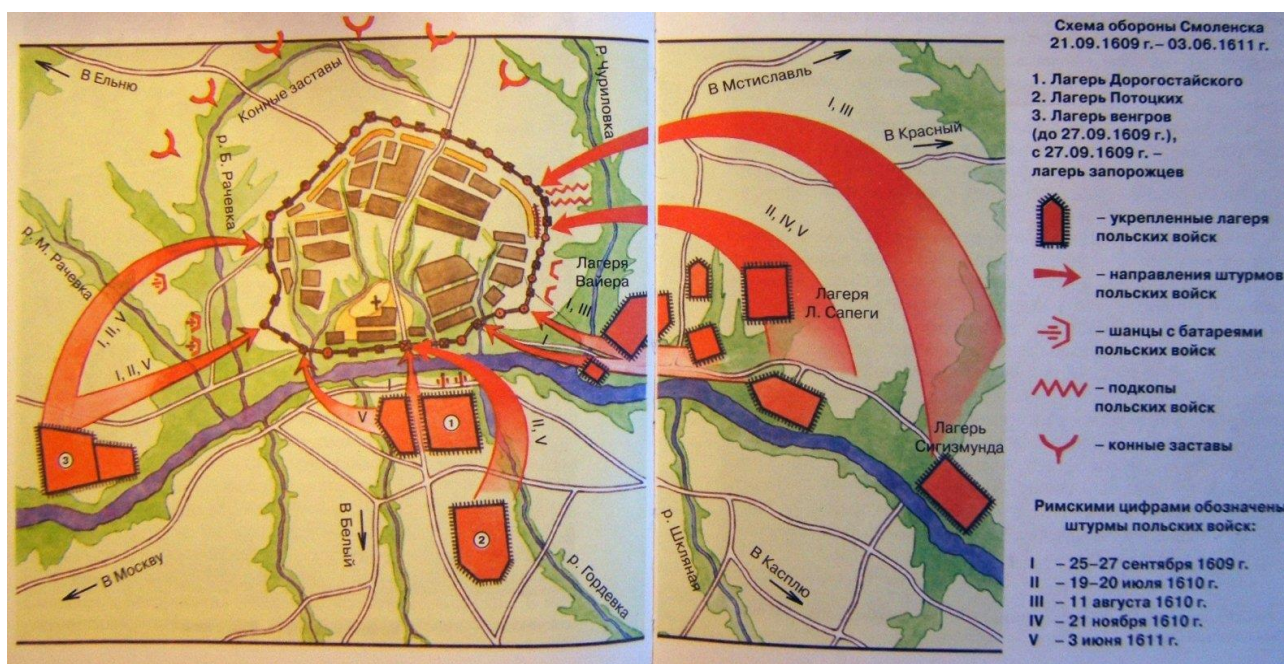 Схема обороны Смоленска
21.09.1609 г.– 03.06.1611 г.
1. Лагерь Дорогостайского
2. Лагерь Потоцких
3. Лагерь венгров
(до 27.09.1609 г.),
с 27.09.1609 г. –
лагерь запорожцев
– укрепленные лагеря
польских войск
– направления штурмов
польских войск
– шанцы с батареями
польских войск
– подкопы
польских войск
– конные заставы
Римскими цифрами обозначены
штурмы польских войск:
I – 25–27 сентября 1609 г.
II – 19–20 июля 1610 г.
III – 11 августа 1610 г.
IV – 21 ноября 1610 г.
V – 3 июня 1611 г.
В Ельню
Конные заставы
р. Чуриловка
В Мстиславль
I, III
В Красный
р. Б. Рачевка
р. М. Рачевка
II, IV, V
Лагеря
Вайера
I, III
Лагеря
Л. Сапеги
I, II, V
I, II, V
I
I
V
1
II, V
3
Лагерь
Сигизмунда
2
В Белый
В Москву
р. Гордевка
р. Шкляная
В Касплю